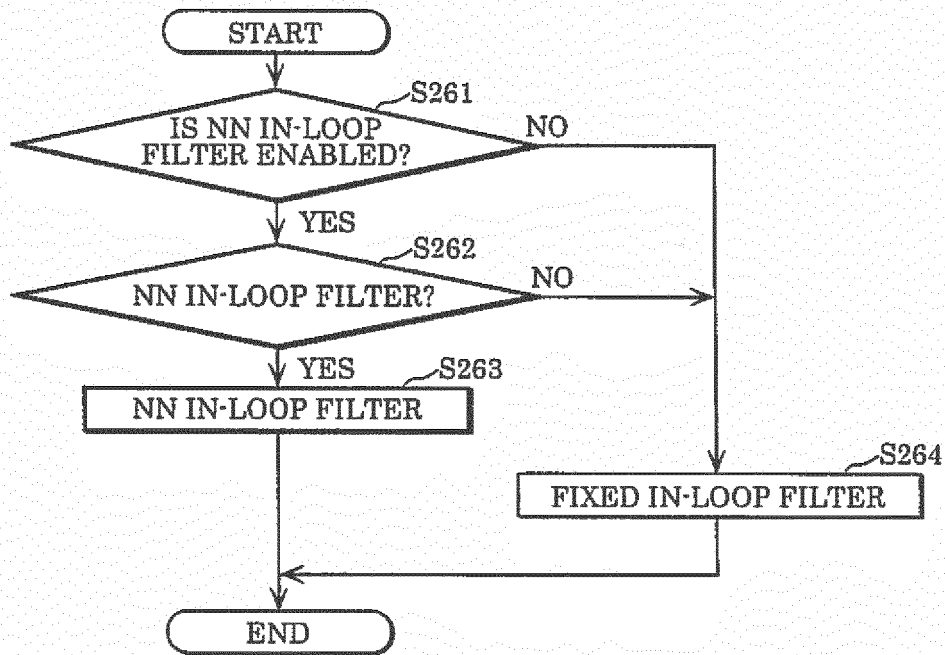 START
S261
IS NN IN-LOOP
FILTER ENABLED?
NO
YES
S262
NN IN-LOOP FILTER?
NO
YES
S263
NN IN-LOOP FILTER
S264
FIXED IN-LOOP FILTER
END